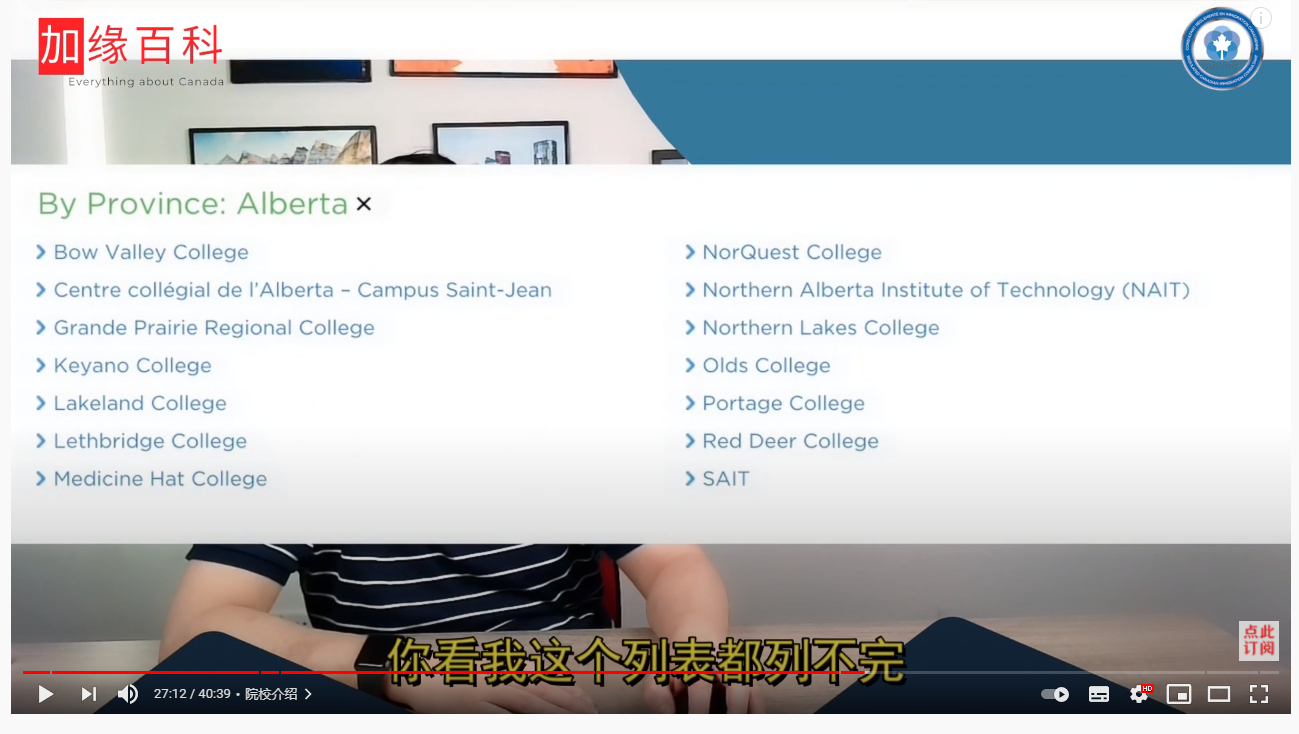 加缘百科
Everything about Canada
By Province: Alberta ×
Bow Valley College
Centre collégial de l'Alberta – Campus Saint-Jean
Grande Prairie Regional College
Keyano College
Lakeland College
Lethbridge College
Medicine Hat College
NorQuest College
Northern Alberta Institute of Technology (NAIT)
Northern Lakes College
Olds College
Portage College
Red Deer College
SAIT
你看我这个列表都列不完
点此
订阅
27:12 / 40:39 • 院校介绍
HD